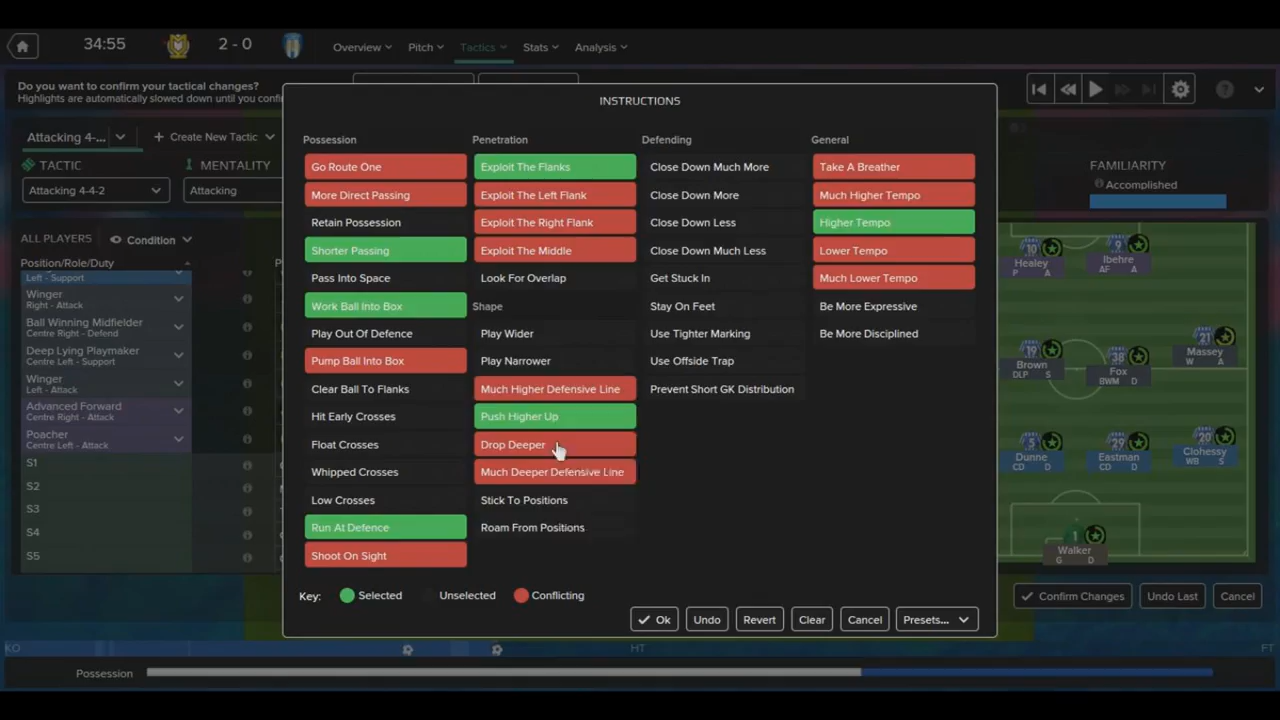 34:55
2 - 0
Overview
Pitch
Tactics
Stats
Analysis
Do you want to confirm your tactical changes?
Highlights are automatically slowed down until you confi
INSTRUCTIONS
Attacking 4-...
Create New Tactic
TACTIC
MENTALITY
Attacking 4-4-2
Attacking
FAMILIARITY
Accomplished
ALL PLAYERS
Condition
Position/Role/Duty
Left - Support
Winger
Right - Attack
Ball Winning Midfielder
Centre Right - Defend
Deep Lying Playmaker
Centre Left - Support
Winger
Left - Attack
Advanced Forward
Centre Right - Attack
Poacher
Centre Left - Attack
S1
S2
S3
S4
S5
Possession
Go Route One
More Direct Passing
Retain Possession
Shorter Passing
Pass Into Space
Work Ball Into Box
Play Out Of Defence
Pump Ball Into Box
Clear Ball To Flanks
Hit Early Crosses
Float Crosses
Whipped Crosses
Low Crosses
Run At Defence
Shoot On Sight
Penetration
Exploit The Flanks
Exploit The Left Flank
Exploit The Right Flank
Exploit The Middle
Look For Overlap
Shape
Play Wider
Play Narrower
Much Higher Defensive Line
Push Higher Up
Drop Deeper
Much Deeper Defensive Line
Stick To Positions
Roam From Positions
Defending
Close Down Much More
Close Down More
Close Down Less
Close Down Much Less
Get Stuck In
Stay On Feet
Use Tighter Marking
Use Offside Trap
Prevent Short GK Distribution
General
Take A Breather
Much Higher Tempo
Higher Tempo
Lower Tempo
Much Lower Tempo
Be More Expressive
Be More Disciplined
Key:
Selected
Unselected
Conflicting
Ok
Undo
Revert
Clear
Cancel
Presets...
10
Healey
P A
9
Ibehre
AF A
19
Brown
DLP S
38
Fox
BWM D
21
Massey
W A
5
Dunne
CD D
29
Eastman
CD D
20
Clohessy
WB S
1
Walker
G D
Confirm Changes
Undo Last
Cancel
KO
HT
FT
Possession